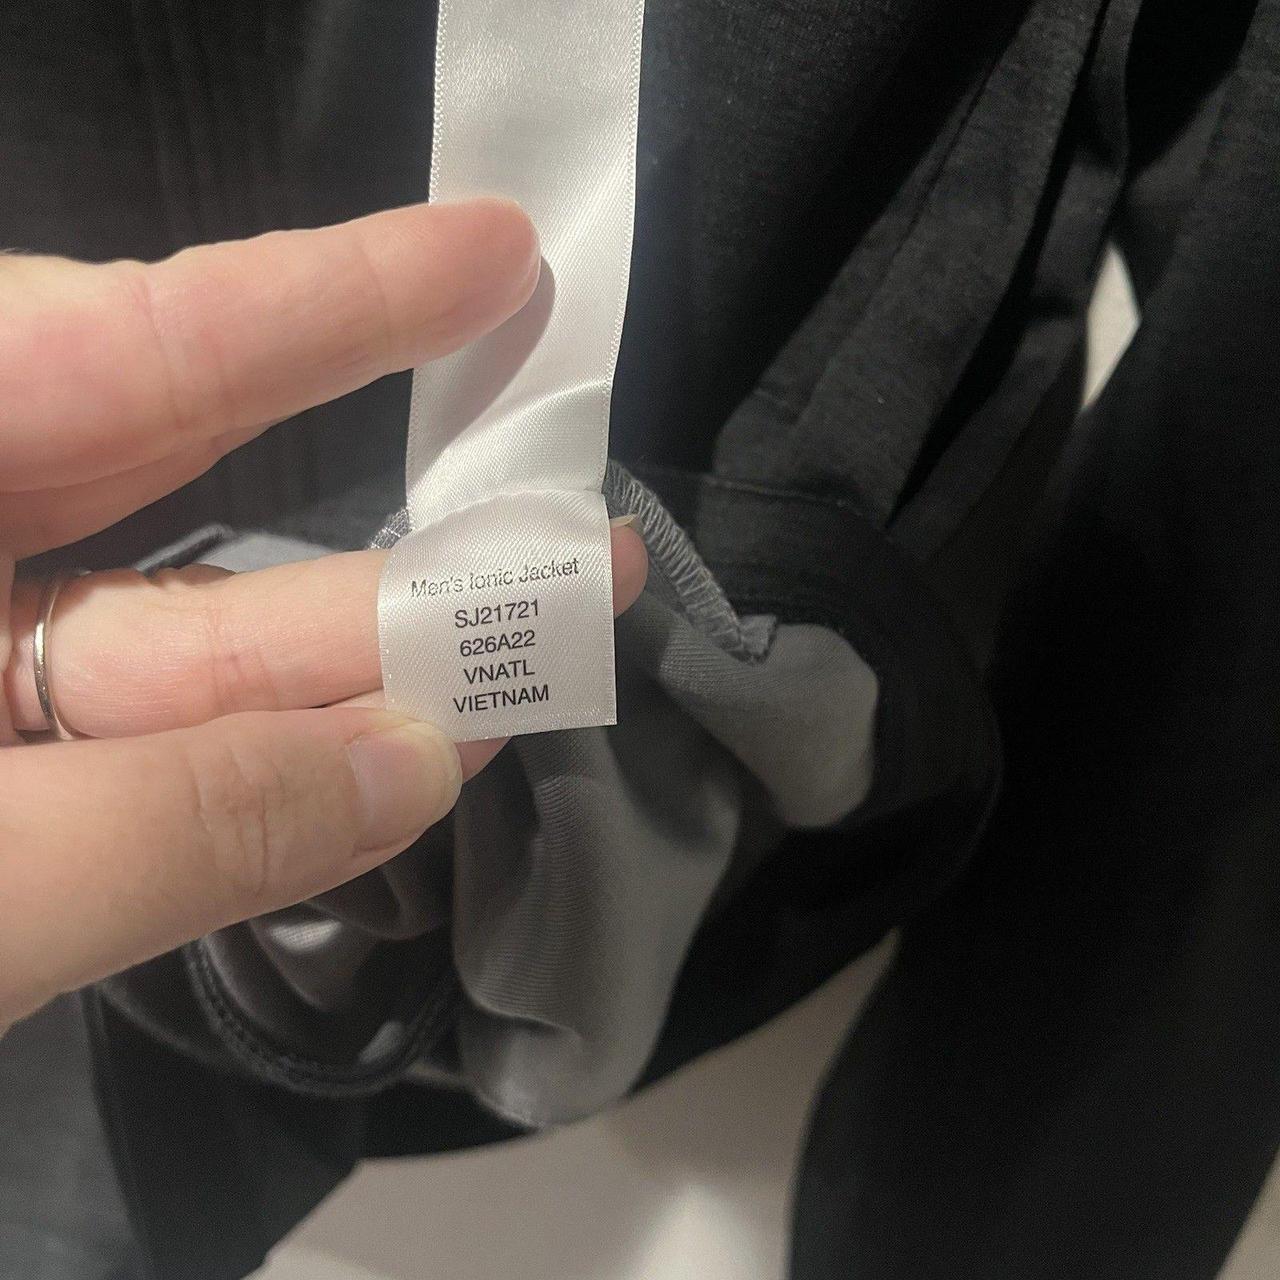 Men's Ionic Jacket
SJ21721
626A22
VNATL
VIETNAM